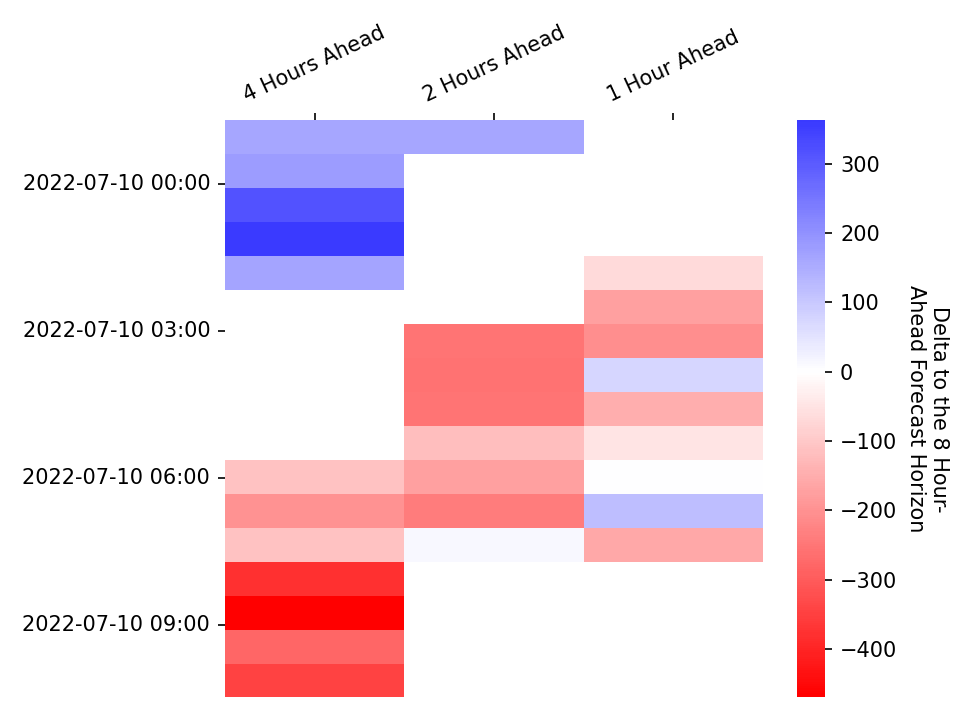 4 Hours Ahead
2 Hours Ahead
1 Hour Ahead
2022-07-10 00:00
2022-07-10 03:00
2022-07-10 06:00
2022-07-10 09:00
300
200
100
0
−100
−200
−300
−400
Delta to the 8 Hour-
Ahead Forecast Horizon